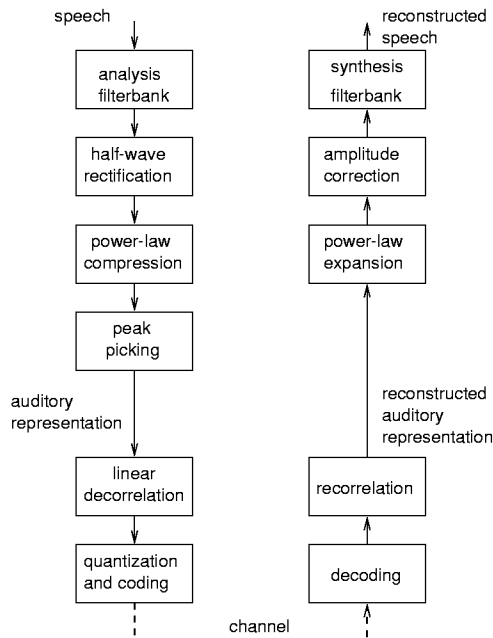 speech
analysis
filterbank
half-wave
rectification
power-law
compression
peak
picking
auditory
representation
linear
decorrelation
quantization
and coding
channel
reconstructed
speech
synthesis
filterbank
amplitude
correction
power-law
expansion
reconstructed
auditory
representation
recorrelation
decoding